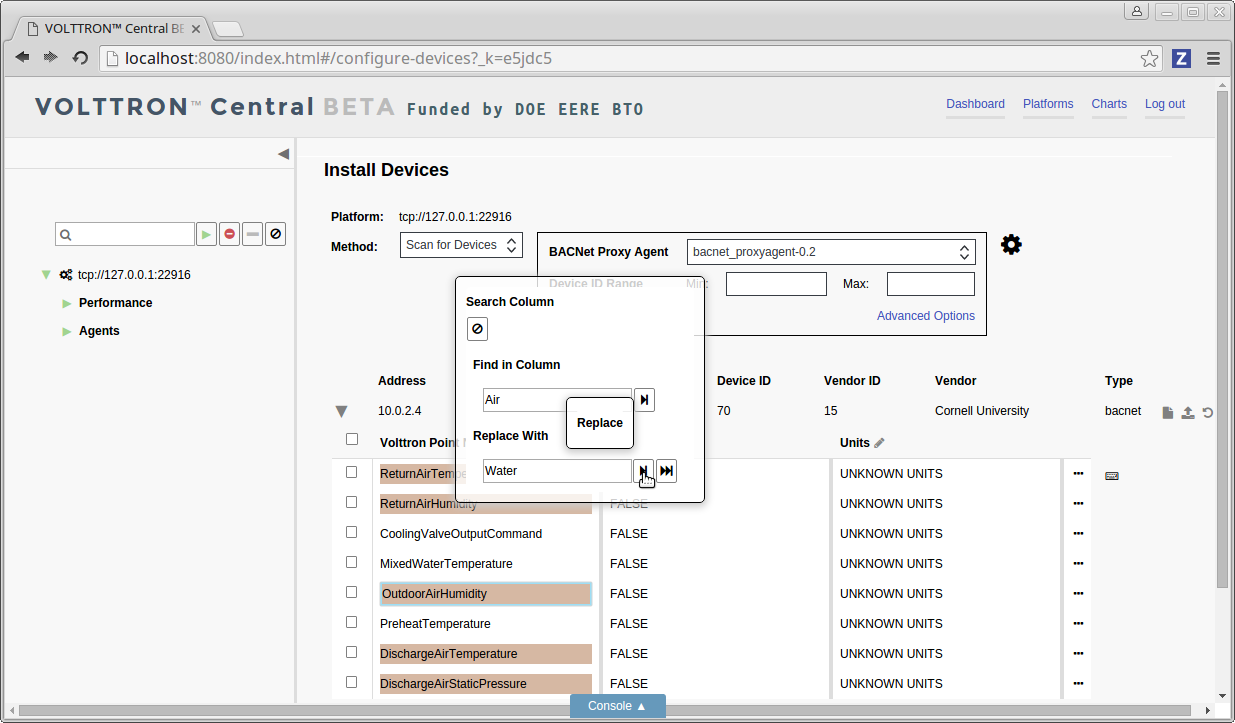 VOLTTRON™ Central BE
localhost:8080/index.html#/configure-devices?_k=e5jdc5
Z
VOLTTRON™ Central BETA Funded by DOE EERE BTO
Dashboard Platforms Charts Log out
Install Devices
Platform: tcp://127.0.0.1:22916
Method: Scan for Devices
BACNet Proxy Agent bacnet_proxyagent-0.2
Device ID Range Min: Max:
Advanced Options
tcp://127.0.0.1:22916
Performance
Agents
Search Column
Find in Column
Air
Replace
Replace With
Water
Address Device ID Vendor ID Vendor Type
10.0.2.4 70 15 Cornell University bacnet
Volttron Point Units
ReturnAirTempe UNKNOWN UNITS
ReturnAirHumidity FALSE UNKNOWN UNITS
CoolingValveOutputCommand FALSE UNKNOWN UNITS
MixedWaterTemperature FALSE UNKNOWN UNITS
OutdoorAirHumidity FALSE UNKNOWN UNITS
PreheatTemperature FALSE UNKNOWN UNITS
DischargeAirTemperature FALSE UNKNOWN UNITS
DischargeAirStaticPressure FALSE UNKNOWN UNITS
Console ▲